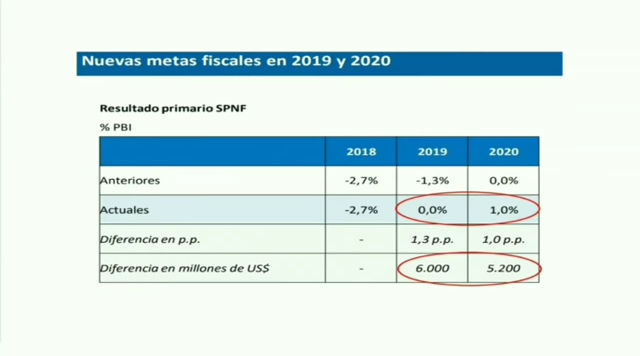 Nuevas metas fiscales en 2019 y 2020
Resultado primario SPNF
% PBI
2018 2019 2020
Anteriores -2,7% -1,3% 0,0%
Actuales -2,7% 0,0% 1,0%
Diferencia en p.p. - 1,3 p.p. 1,0 p.p.
Diferencia en millones de US$ - 6.000 5.200